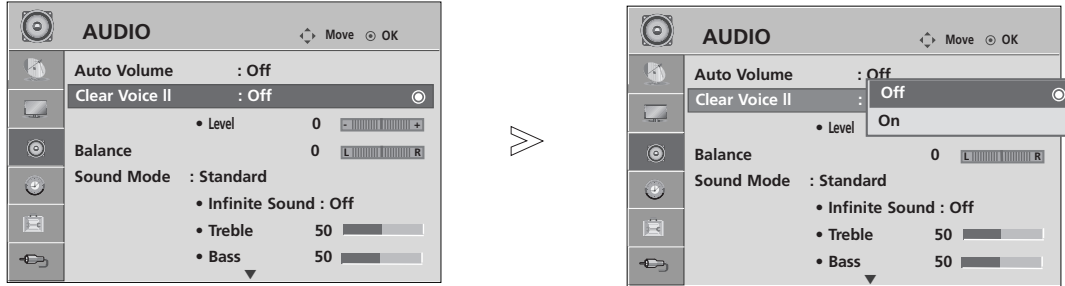 AUDIO Move OK
Auto Volume : Off
Clear Voice ll : Off
• Level 0 - +
Balance 0 L R
Sound Mode : Standard
• Infinite Sound : Off
• Treble 50
• Bass 50
AUDIO Move OK
Auto Volume : Off
Clear Voice ll :
Off
On
• Level
Balance 0 L R
Sound Mode : Standard
• Infinite Sound : Off
• Treble 50
• Bass 50